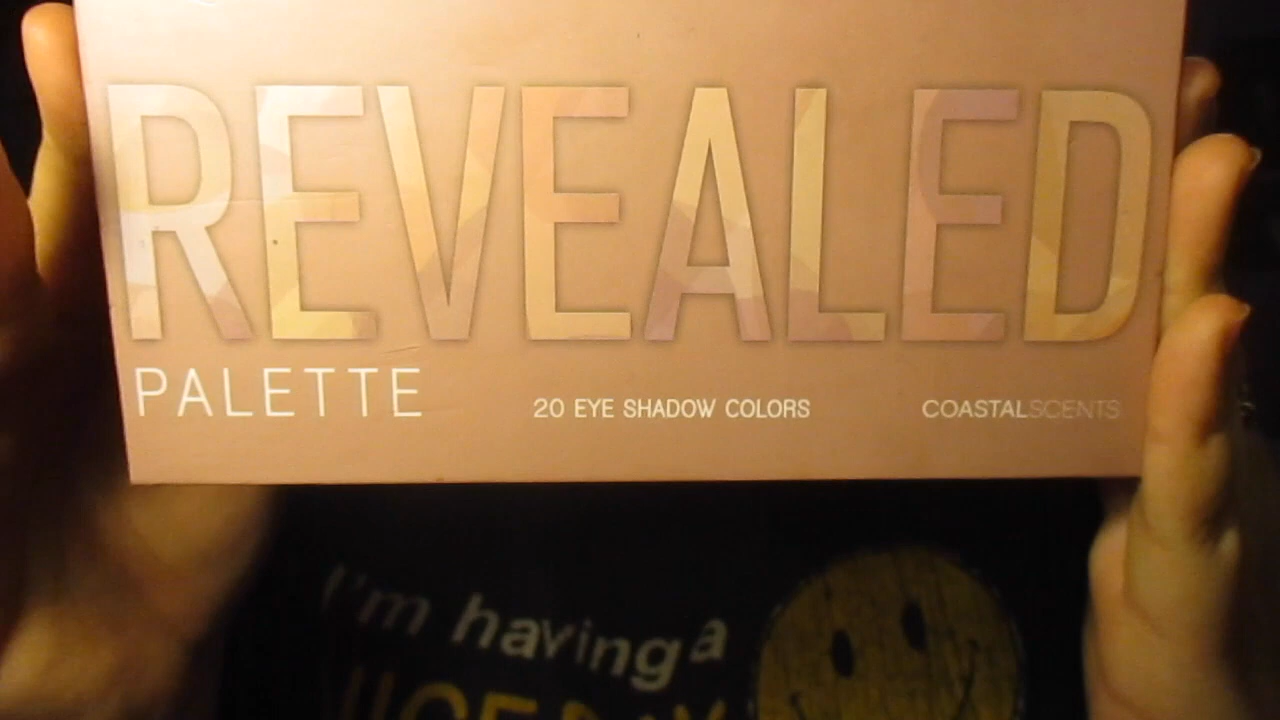 REVEALED
PALETTE
20 EYE SHADOW COLORS
COASTALSCENTS
I'm having a